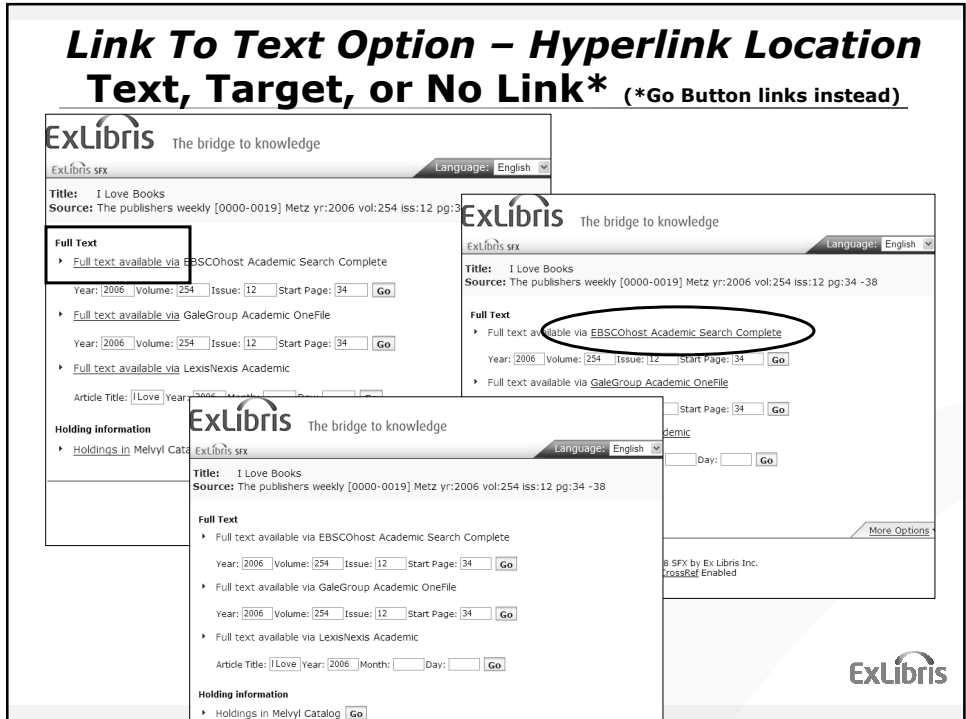 Link To Text Option – Hyperlink Location
Text, Target, or No Link* (*Go Button links instead)
ExLibris The bridge to knowledge
ExLibris SFX Language: English
Title: I Love Books
Source: The publishers weekly [0000-0019] Metz yr:2006 vol:254 iss:12 pg:3
Full Text
Full text available via EBSCOhost Academic Search Complete
Year: 2006 Volume: 254 Issue: 12 Start Page: 34 Go
Full text available via GaleGroup Academic OneFile
Year: 2006 Volume: 254 Issue: 12 Start Page: 34 Go
Full text available via LexisNexis Academic
Article Title: I Love Year: 2006
Holding information
Holdings in Melvyl Cata
ExLibris The bridge to knowledge
ExLibris SFX Language: English
Title: I Love Books
Source: The publishers weekly [0000-0019] Metz yr:2006 vol:254 iss:12 pg:34 -38
Full Text
Full text available via EBSCOhost Academic Search Complete
Year: 2006 Volume: 254 Issue: 12 Start Page: 34 Go
Full text available via GaleGroup Academic OneFile
Start Page: 34 Go
demic
Day: Go
More Options
8 SFX by Ex Libris Inc.
CrossRef Enabled
ExLibris The bridge to knowledge
ExLibris SFX Language: English
Title: I Love Books
Source: The publishers weekly [0000-0019] Metz yr:2006 vol:254 iss:12 pg:34 -38
Full Text
Full text available via EBSCOhost Academic Search Complete
Year: 2006 Volume: 254 Issue: 12 Start Page: 34 Go
Full text available via GaleGroup Academic OneFile
Year: 2006 Volume: 254 Issue: 12 Start Page: 34 Go
Full text available via LexisNexis Academic
Article Title: I Love Year: 2006 Month: Day: Go
Holding information
Holdings in Melvyl Catalog Go
ExLibris